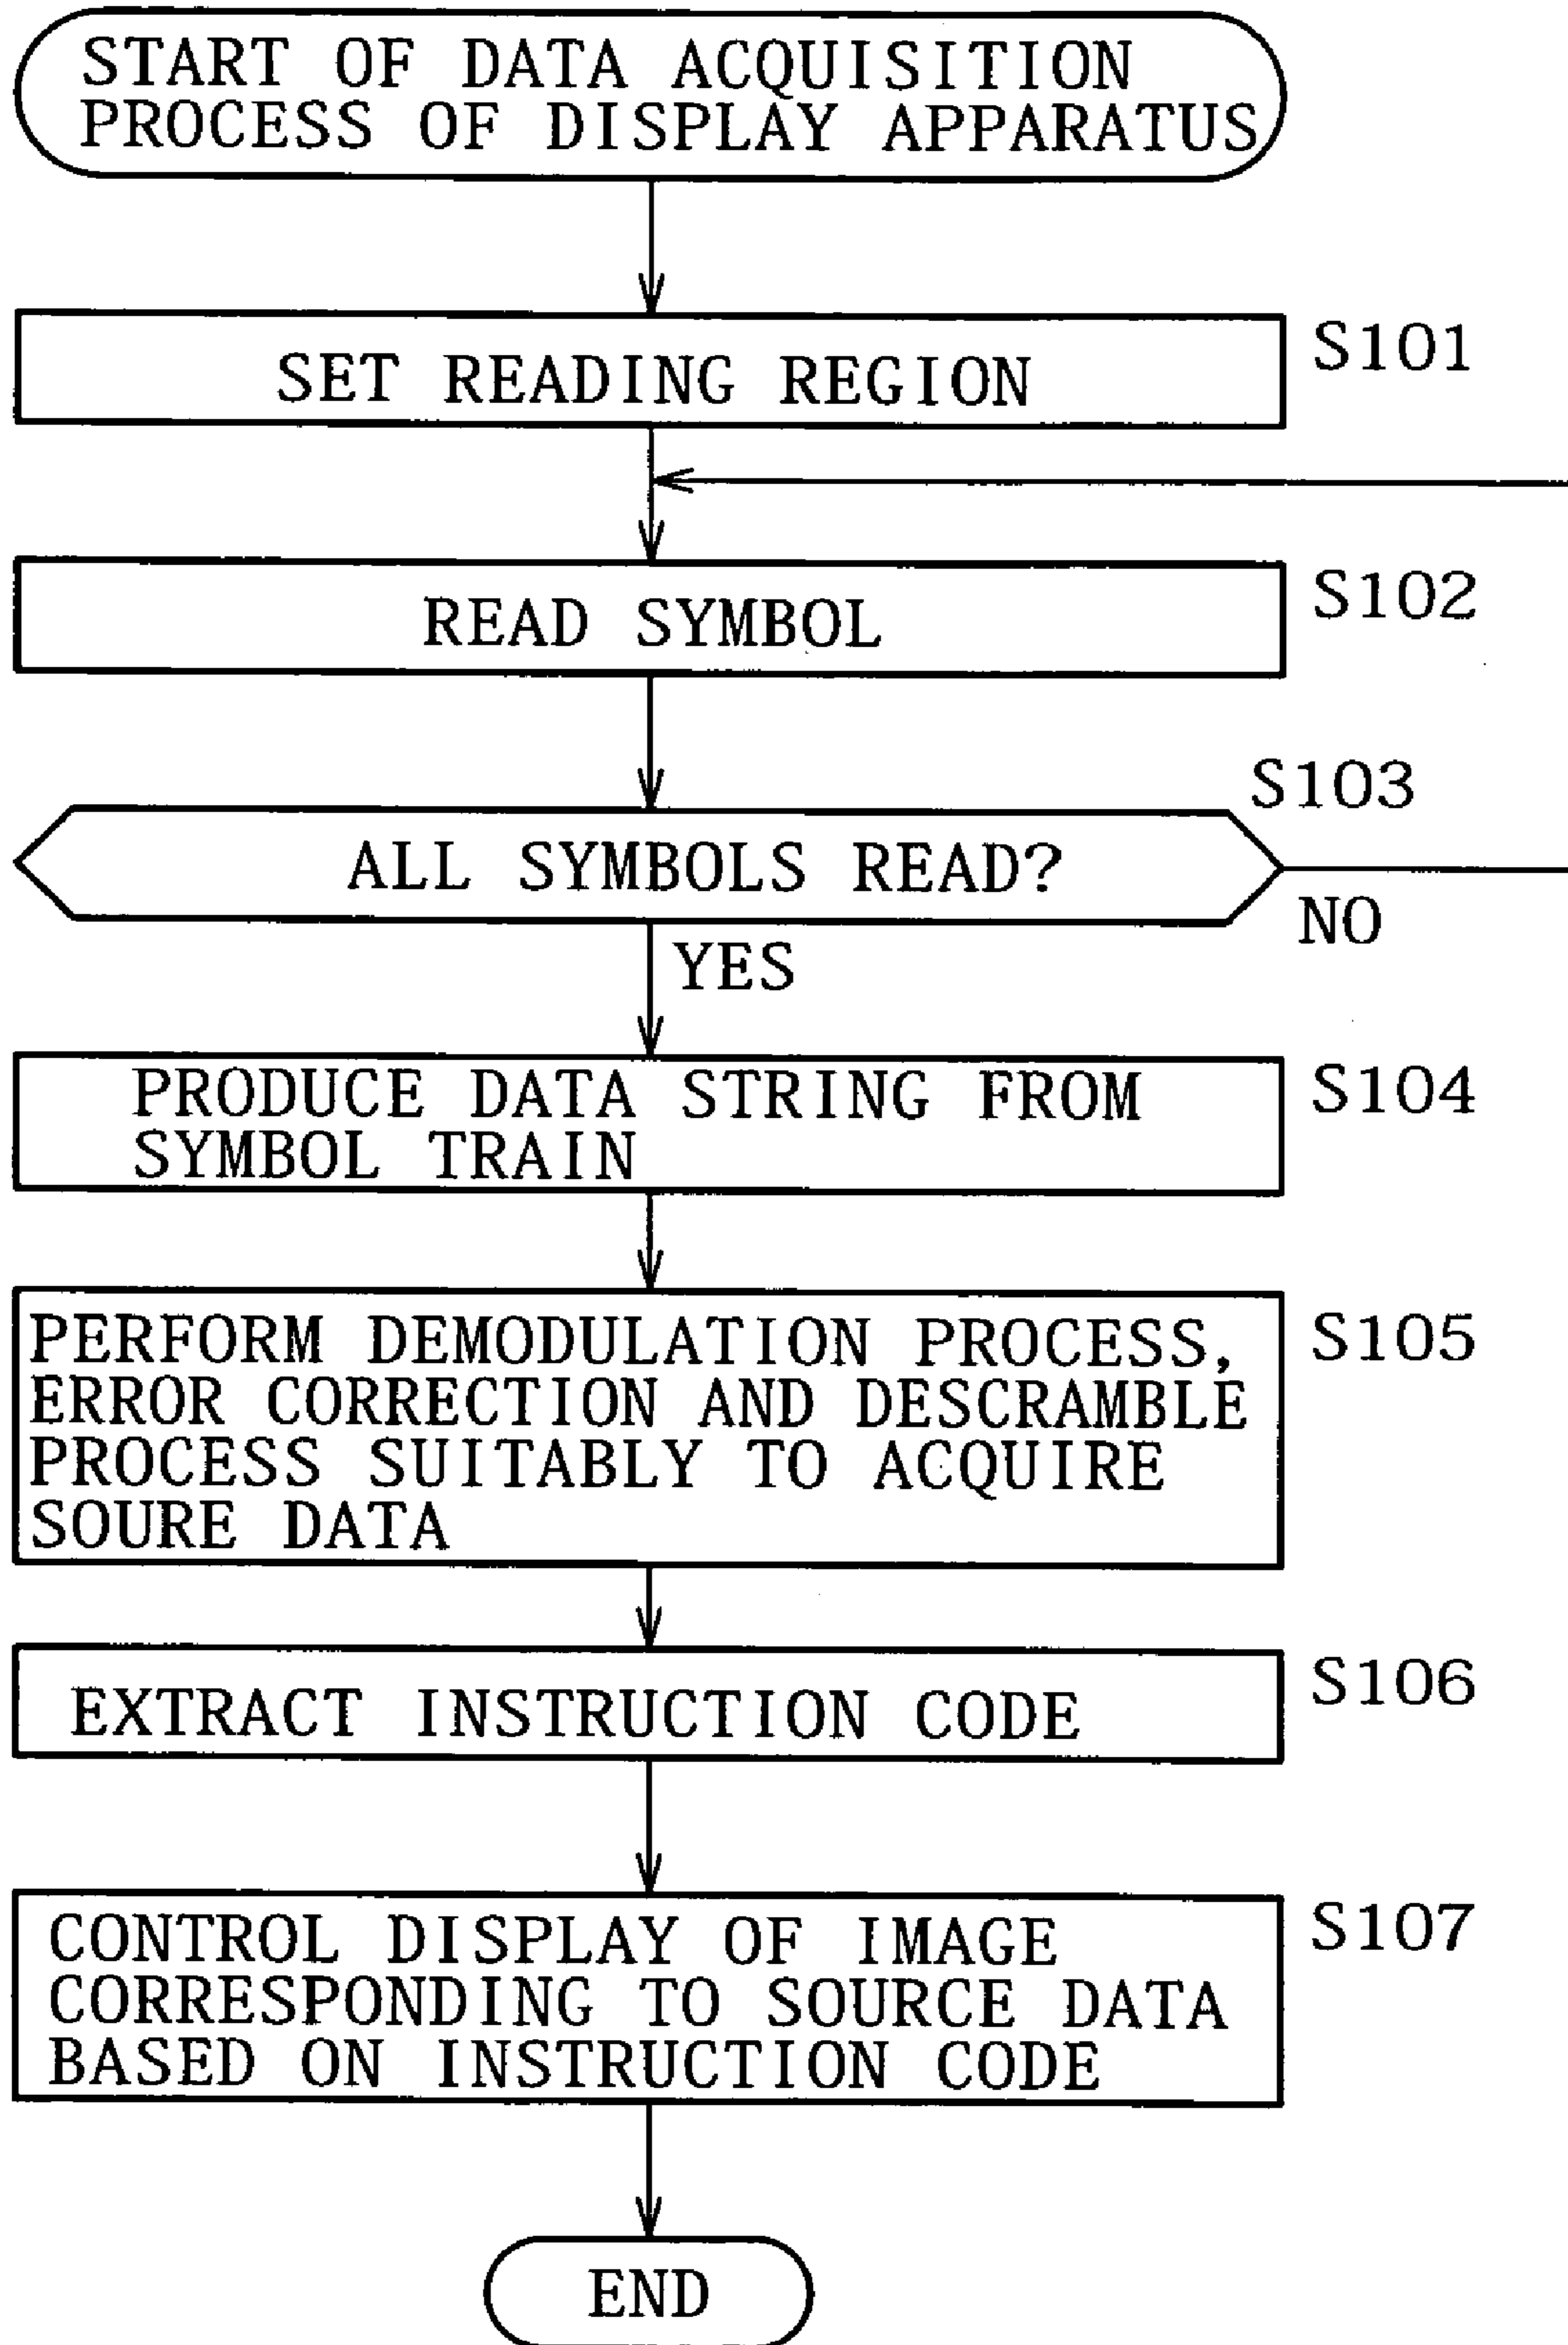 START OF DATA ACQUISITION
PROCESS OF DISPLAY APPARATUS
SET READING REGION
S101
READ SYMBOL
S102
S103
ALL SYMBOLS READ?
NO
YES
PRODUCE DATA STRING FROM
SYMBOL TRAIN
S104
PERFORM DEMODULATION PROCESS,
ERROR CORRECTION AND DESCRAMBLE
PROCESS SUITABLY TO ACQUIRE
SOURE DATA
S105
EXTRACT INSTRUCTION CODE
S106
CONTROL DISPLAY OF IMAGE
CORRESPONDING TO SOURCE DATA
BASED ON INSTRUCTION CODE
S107
END